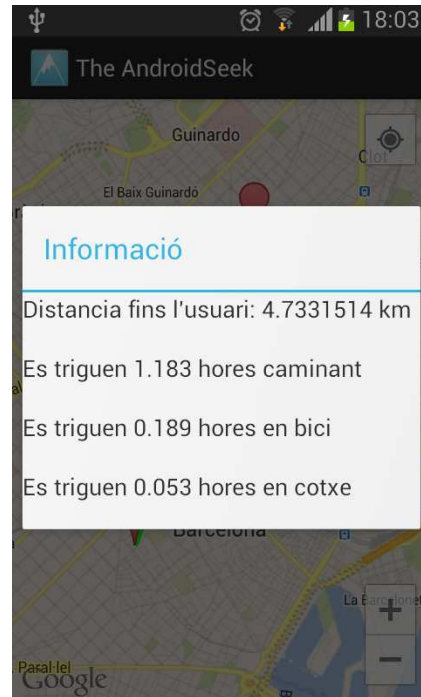 18:03
The AndroidSeek
Guinardo
Clot
El Baix Guinardó
Informació
Distancia fins l'usuari: 4.7331514 km
Es triguen 1.183 hores caminant
Es triguen 0.189 hores en bici
Es triguen 0.053 hores en cotxe
Barcelona
La Barcelonet
+
Paral·lel
−
Google